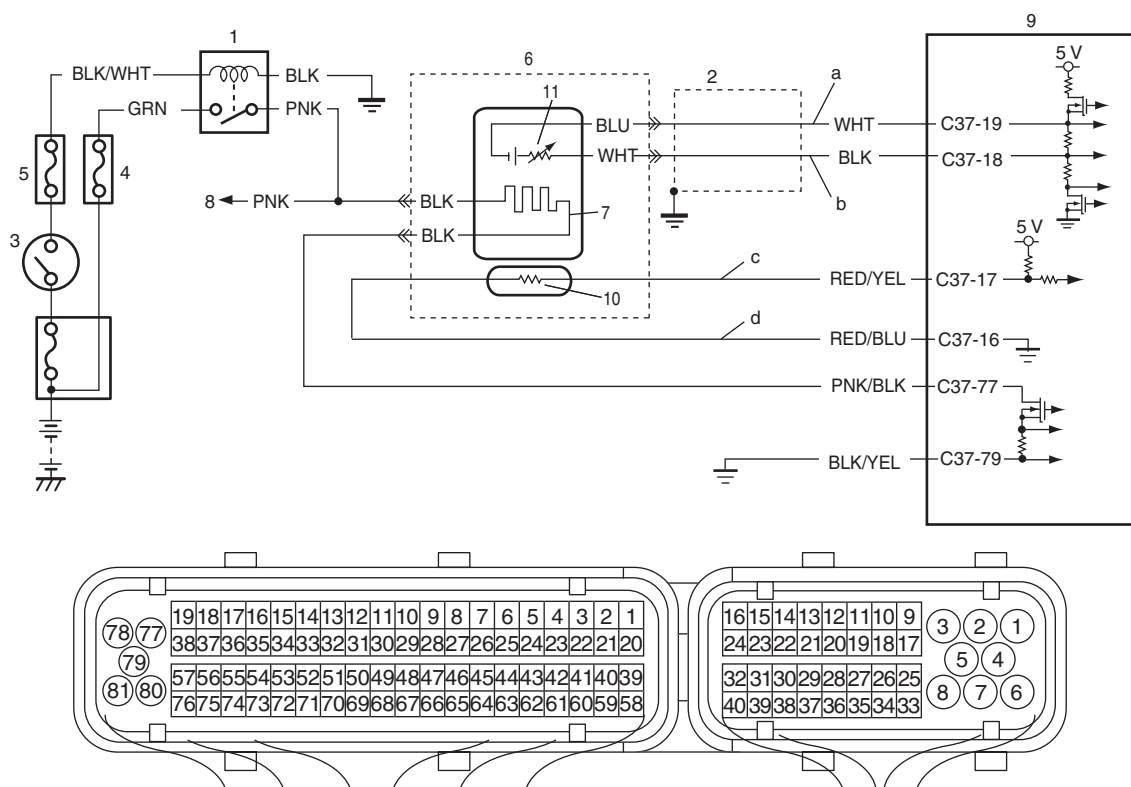 9
1
5 V
BLK/WHT
BLK
6
2
a
GRN
PNK
11
BLU
WHT
C37-19
5
4
WHT
BLK
C37-18
8
PNK
BLK
7
b
3
BLK
5 V
c
10
RED/YEL
C37-17
d
RED/BLU
C37-16
PNK/BLK
C37-77
BLK/YEL
C37-79
19 18 17 16 15 14 13 12 11 10 9 8 7 6 5 4 3 2 1
38 37 36 35 34 33 32 31 30 29 28 27 26 25 24 23 22 21 20
57 56 55 54 53 52 51 50 49 48 47 46 45 44 43 42 41 40 39
76 75 74 73 72 71 70 69 68 67 66 65 64 63 62 61 60 59 58
78 77
79
81 80
16 15 14 13 12 11 10 9
24 23 22 21 20 19 18 17
32 31 30 29 28 27 26 25
40 39 38 37 36 35 34 33
3 2 1
5 4
8 7 6